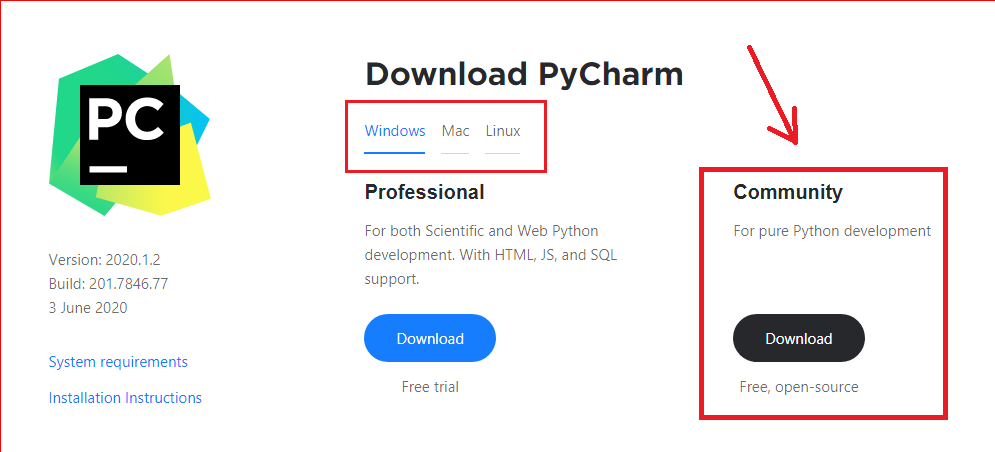 PC
Download PyCharm
Windows Mac Linux
Professional
For both Scientific and Web Python
development. With HTML, JS, and SQL
support.
Download
Free trial
Community
For pure Python development
Download
Free, open-source
Version: 2020.1.2
Build: 201.7846.77
3 June 2020
System requirements
Installation Instructions